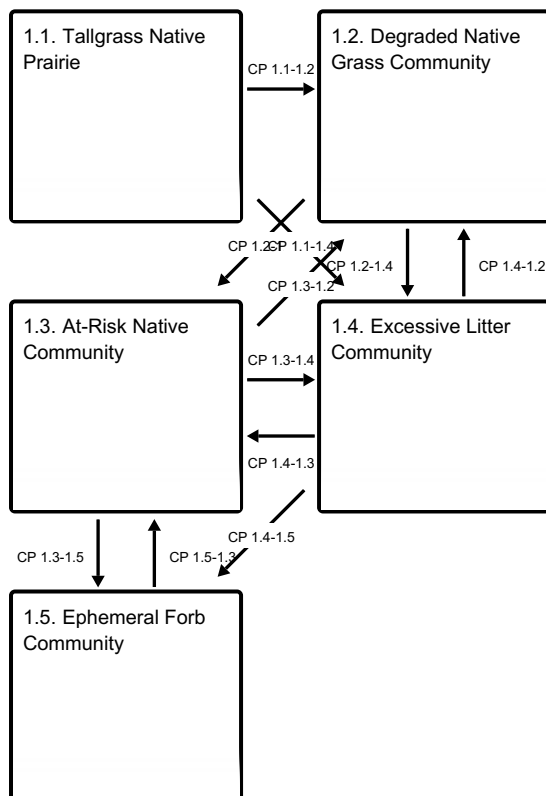 1.1. Tallgrass Native
Prairie
CP 1.1-1.2
1.2. Degraded Native
Grass Community
CP 1.1-1.4
CP 1.3-1.2
CP 1.2-1.4
CP 1.4-1.2
1.3. At-Risk Native
Community
CP 1.3-1.4
CP 1.4-1.3
1.4. Excessive Litter
Community
CP 1.3-1.5
CP 1.5-1.3
CP 1.4-1.5
1.5. Ephemeral Forb
Community